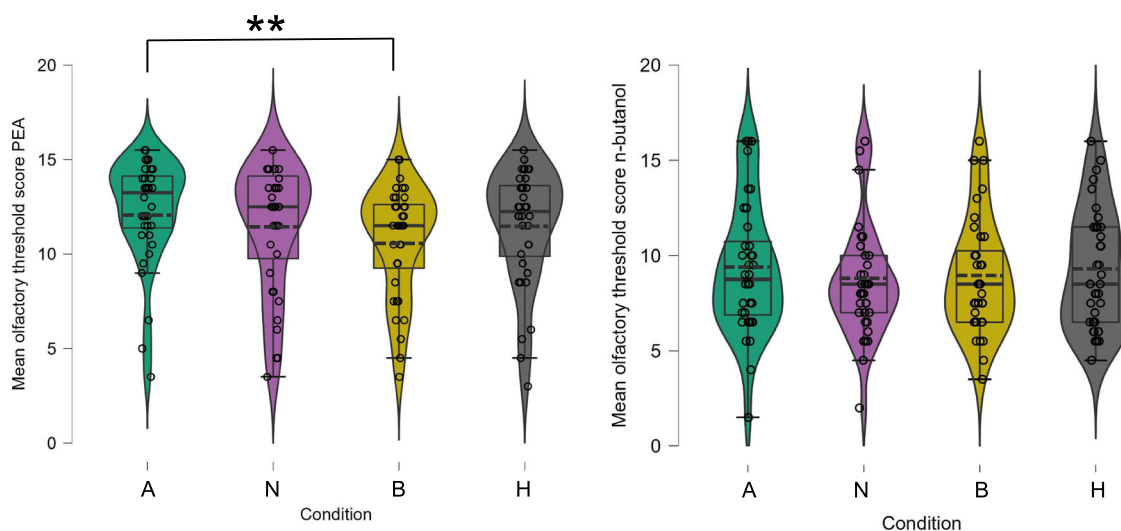 **
Mean olfactory threshold score PEA
20
15
10
5
0
A N B H
Condition
Mean olfactory threshold score n-butanol
20
15
10
5
0
A N B H
Condition